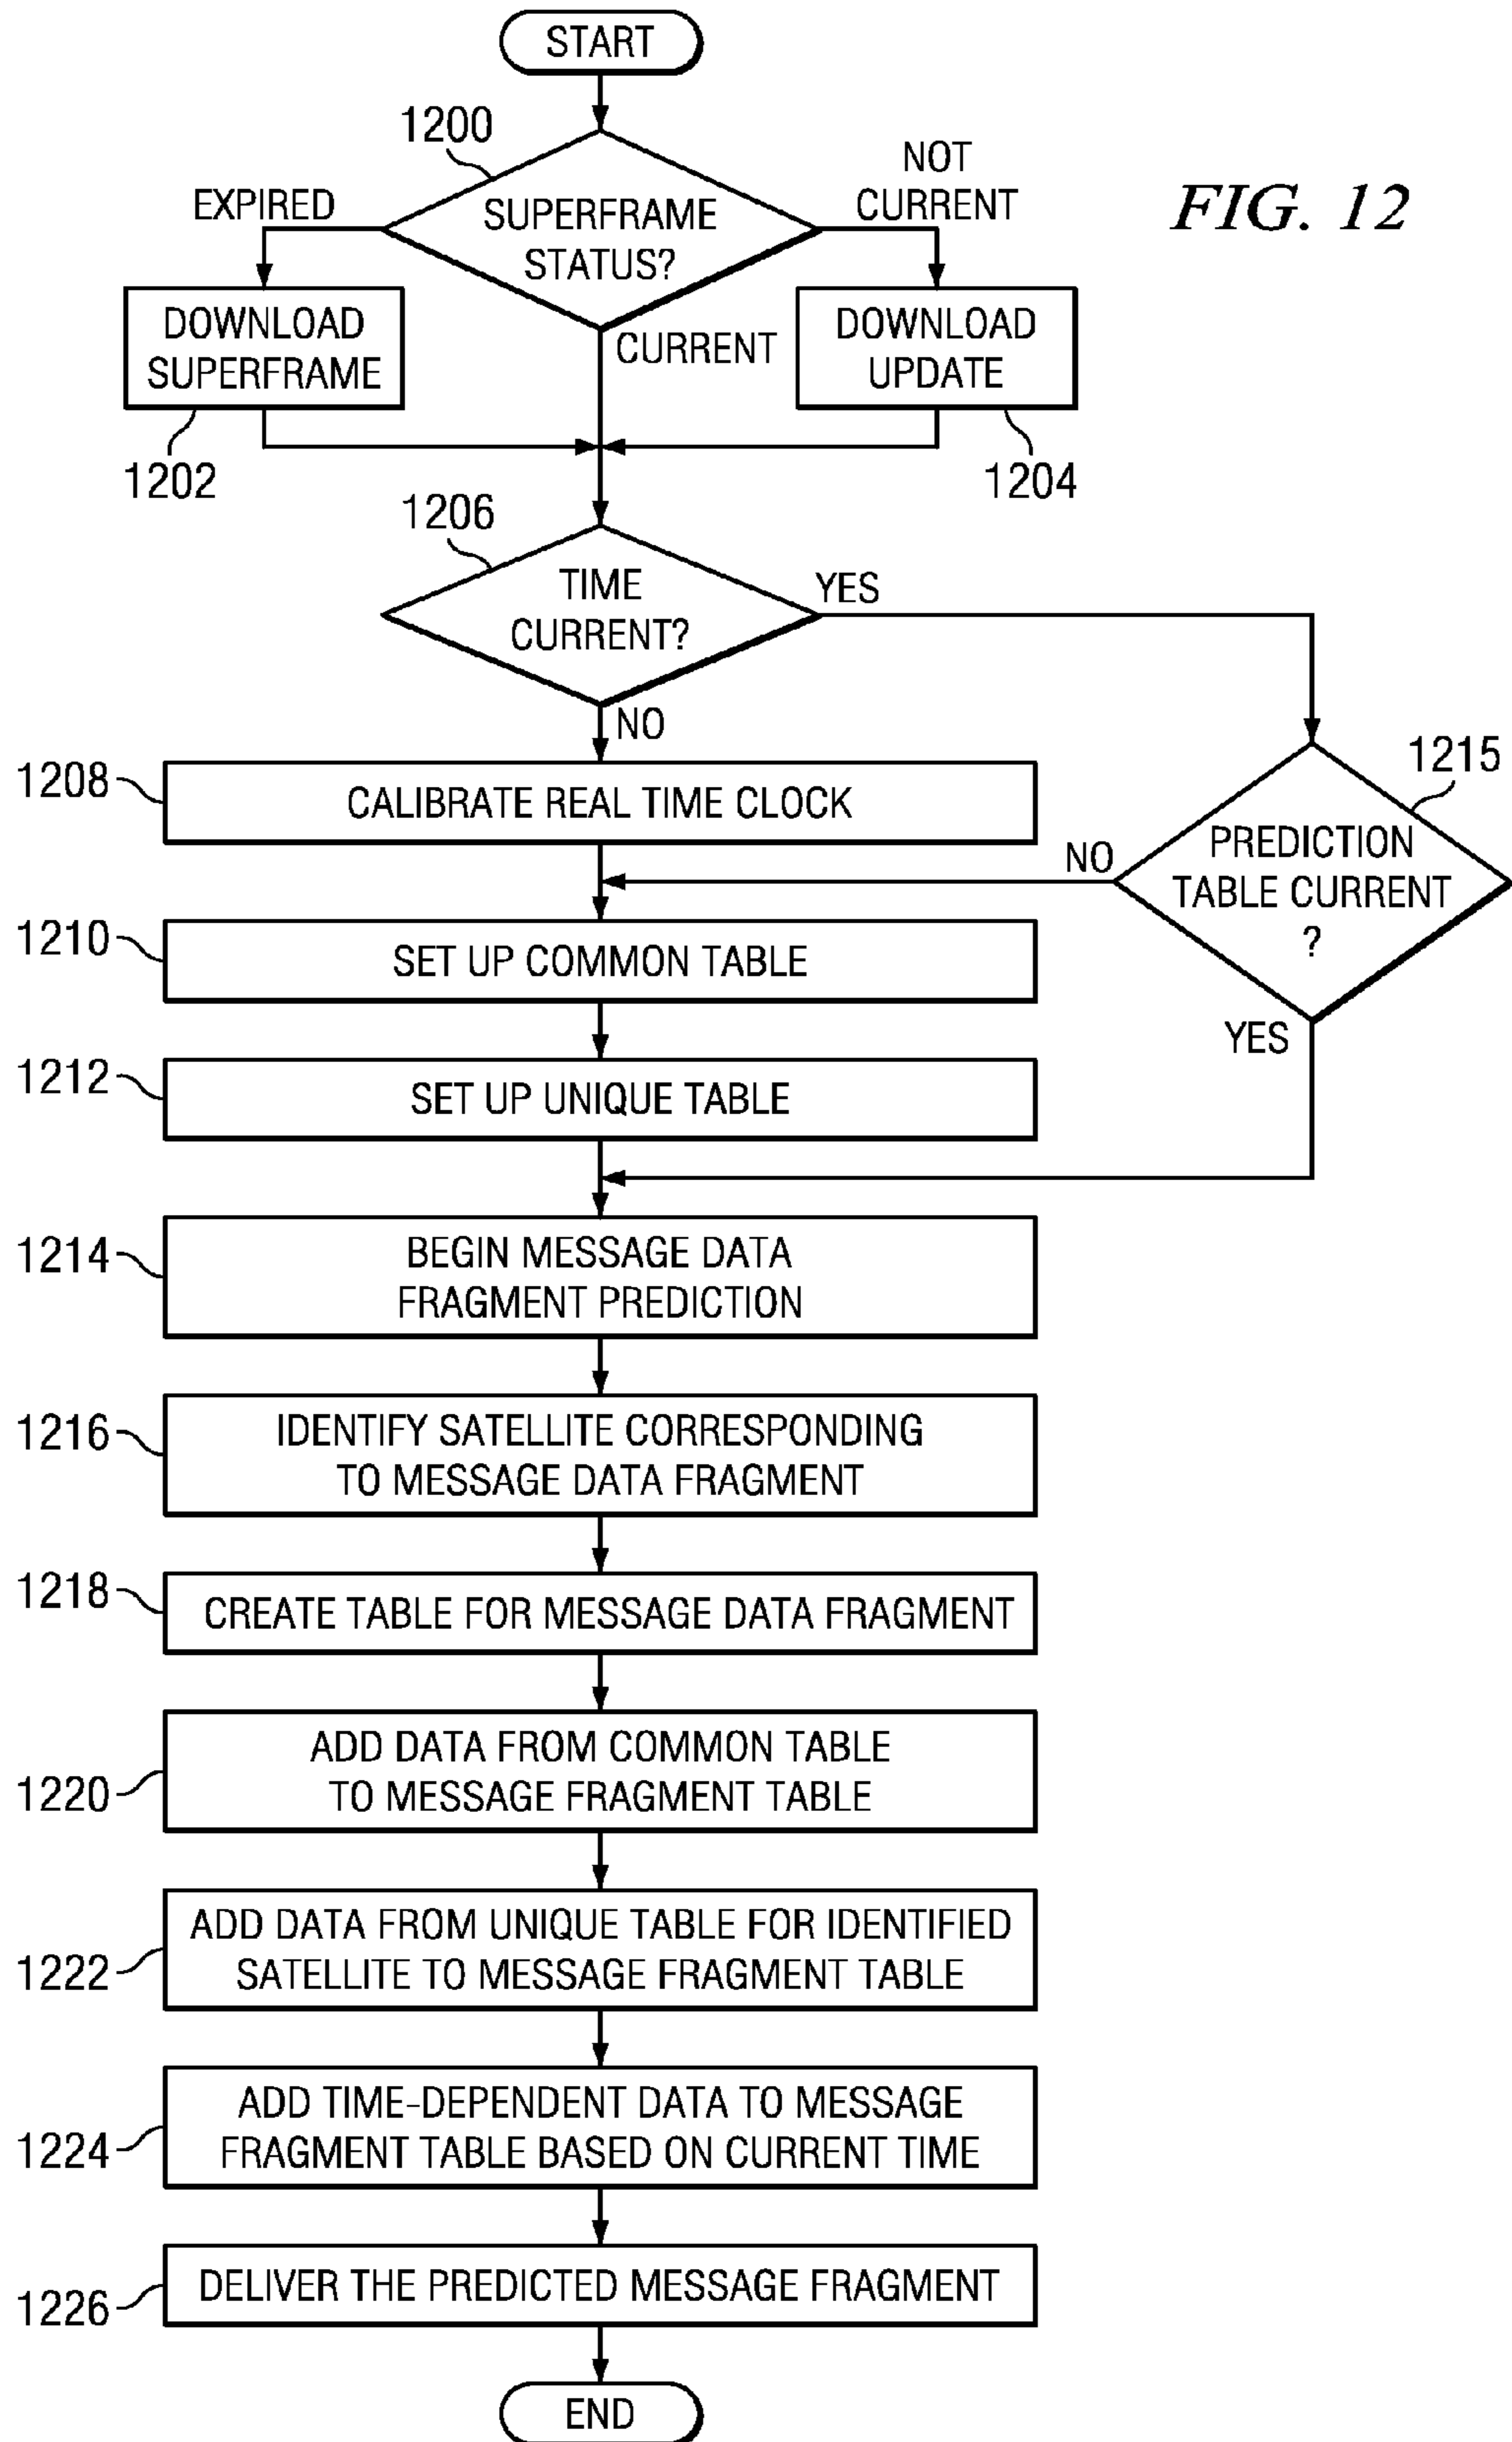 START
1200
EXPIRED
SUPERFRAME
STATUS?
NOT
CURRENT
FIG. 12
DOWNLOAD
SUPERFRAME
CURRENT
DOWNLOAD
UPDATE
1202
1204
1206
TIME
CURRENT?
YES
NO
1208
CALIBRATE REAL TIME CLOCK
1215
PREDICTION
TABLE CURRENT
?
NO
YES
1210
SET UP COMMON TABLE
1212
SET UP UNIQUE TABLE
1214
BEGIN MESSAGE DATA
FRAGMENT PREDICTION
1216
IDENTIFY SATELLITE CORRESPONDING
TO MESSAGE DATA FRAGMENT
1218
CREATE TABLE FOR MESSAGE DATA FRAGMENT
1220
ADD DATA FROM COMMON TABLE
TO MESSAGE FRAGMENT TABLE
1222
ADD DATA FROM UNIQUE TABLE FOR IDENTIFIED
SATELLITE TO MESSAGE FRAGMENT TABLE
1224
ADD TIME-DEPENDENT DATA TO MESSAGE
FRAGMENT TABLE BASED ON CURRENT TIME
1226
DELIVER THE PREDICTED MESSAGE FRAGMENT
END